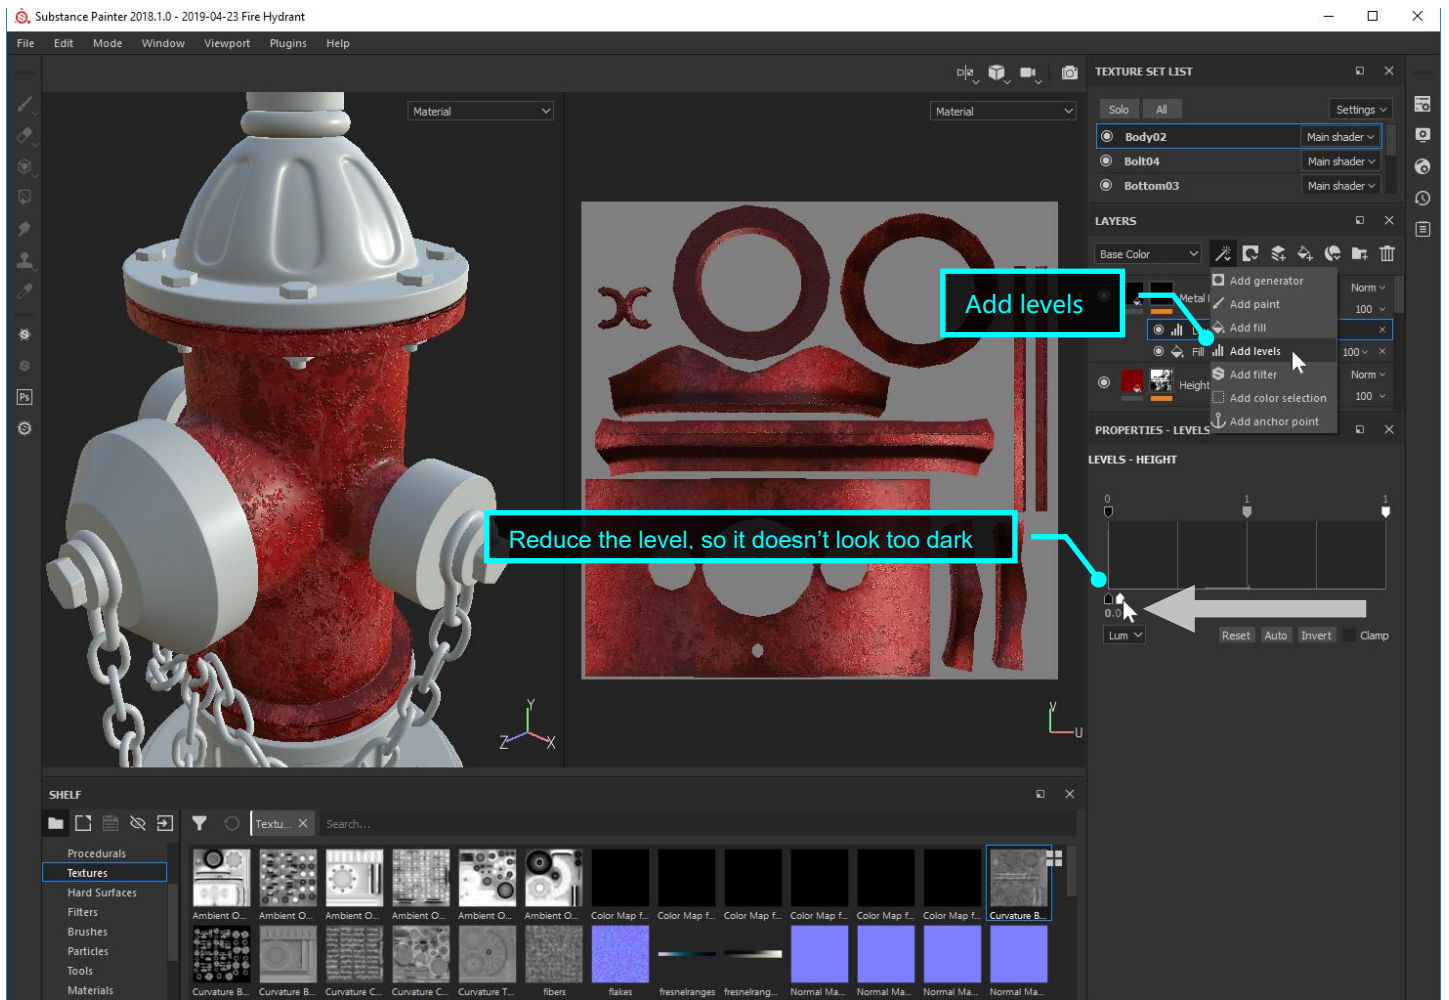 Substance Painter 2018.1.0 - 2019-04-23 Fire Hydrant
File Edit Mode Window Viewport Plugins Help
Material
Material
TEXTURE SET LIST
Solo All Settings
Body02 Main shader
Bolt04 Main shader
Bottom03 Main shader
LAYERS
Base Color
Add generator
Add paint
Add fill
Add levels
Add filter
Add color selection
Add anchor point
Metal
Norm
100
Fill
100
Height
Norm
100
Add levels
PROPERTIES - LEVELS
LEVELS - HEIGHT
0 1 1
Reduce the level, so it doesn’t look too dark
0.0
Lum Reset Auto Invert Clamp
Y
Z X
V
U
SHELF
Textu... Search...
Procedurals
Textures
Hard Surfaces
Filters
Brushes
Particles
Tools
Materials
Ambient O... Ambient O... Ambient O... Ambient O... Ambient O... Ambient O... Color Map f... Color Map f... Color Map f... Color Map f... Color Map f... Color Map f... Curvature B...
Curvature B... Curvature B... Curvature C... Curvature C... Curvature T... fibers flakes fresnelranges fresnelrang... Normal Ma... Normal Ma... Normal Ma... Normal Ma...
Ps